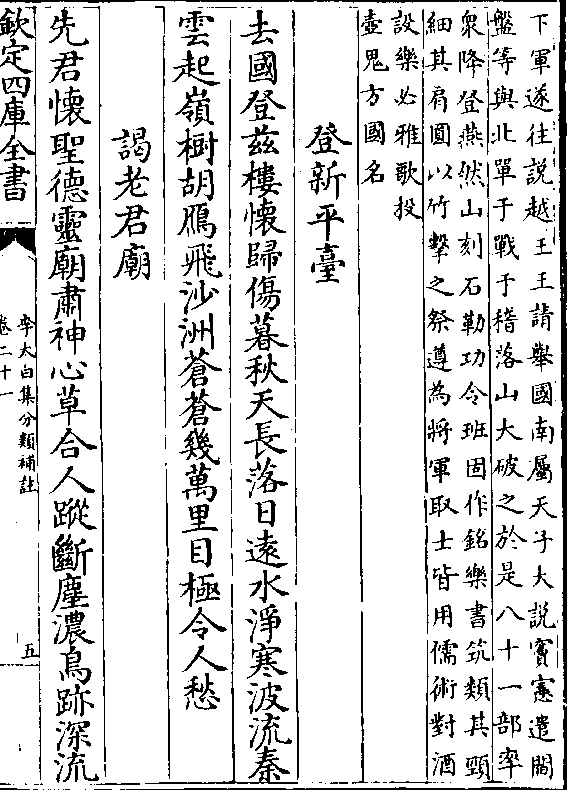 下軍遂往説越王王請舉國南屬天子大説竇憲遣閻
盤等與北單于戰于稽落山大破之於是八十一部率
衆降登燕然山刻石勒功令班固作銘樂書筑類其頸
細其肩圓以竹擊之祭遵為將軍取士皆用儒術對酒
設樂必雅歌投
壺鬼方國名
登新平臺
去國登兹樓懷歸傷暮秋天長落日遠水淨寒波流秦
雲起嶺樹胡鴈飛沙洲蒼蒼幾萬里目極令人愁
謁老君廟
先君懷聖德靈廟肅神心草合人蹤斷塵濃鳥跡深流
欽定四庫全書
李太白集分類補註
卷二十一
五